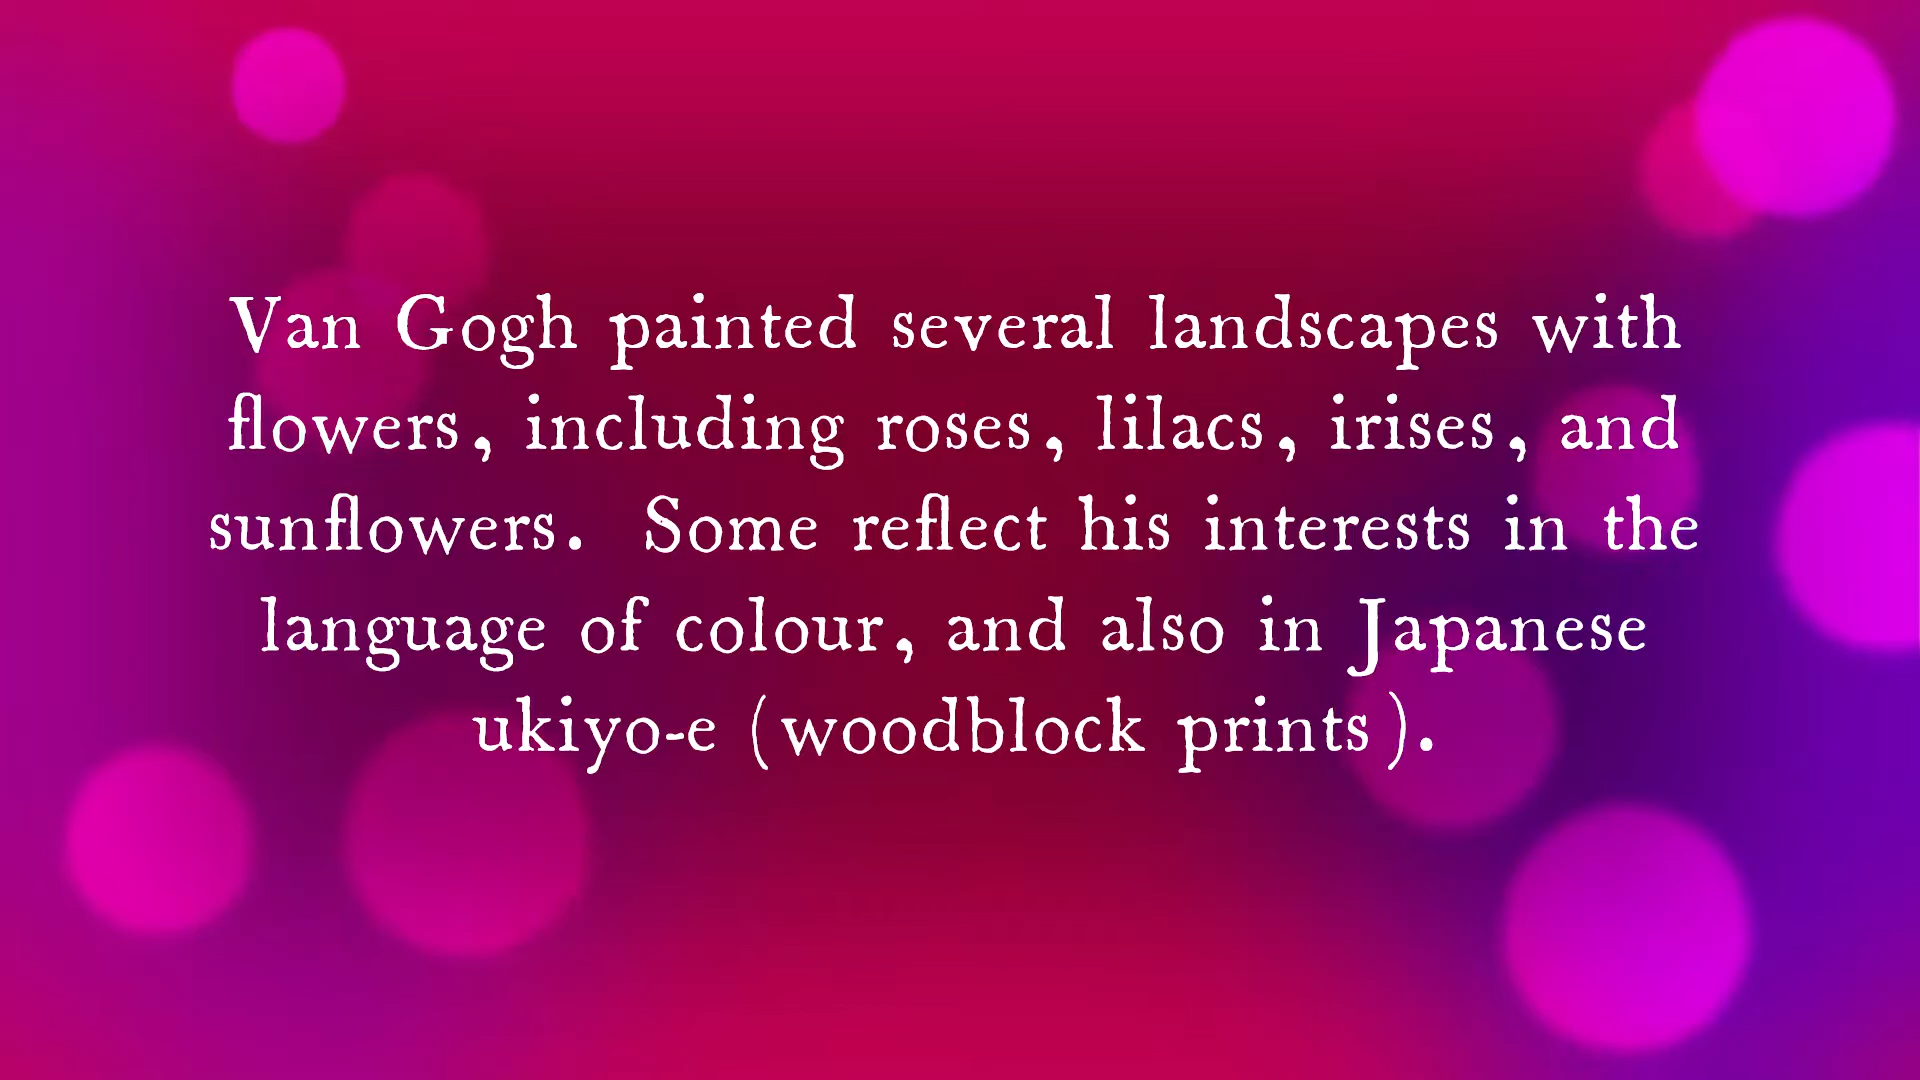 Van Gogh painted several landscapes with
flowers, including roses, lilacs, irises, and
sunflowers.  Some reflect his interests in the
language of colour, and also in Japanese
ukiyo-e (woodblock prints).